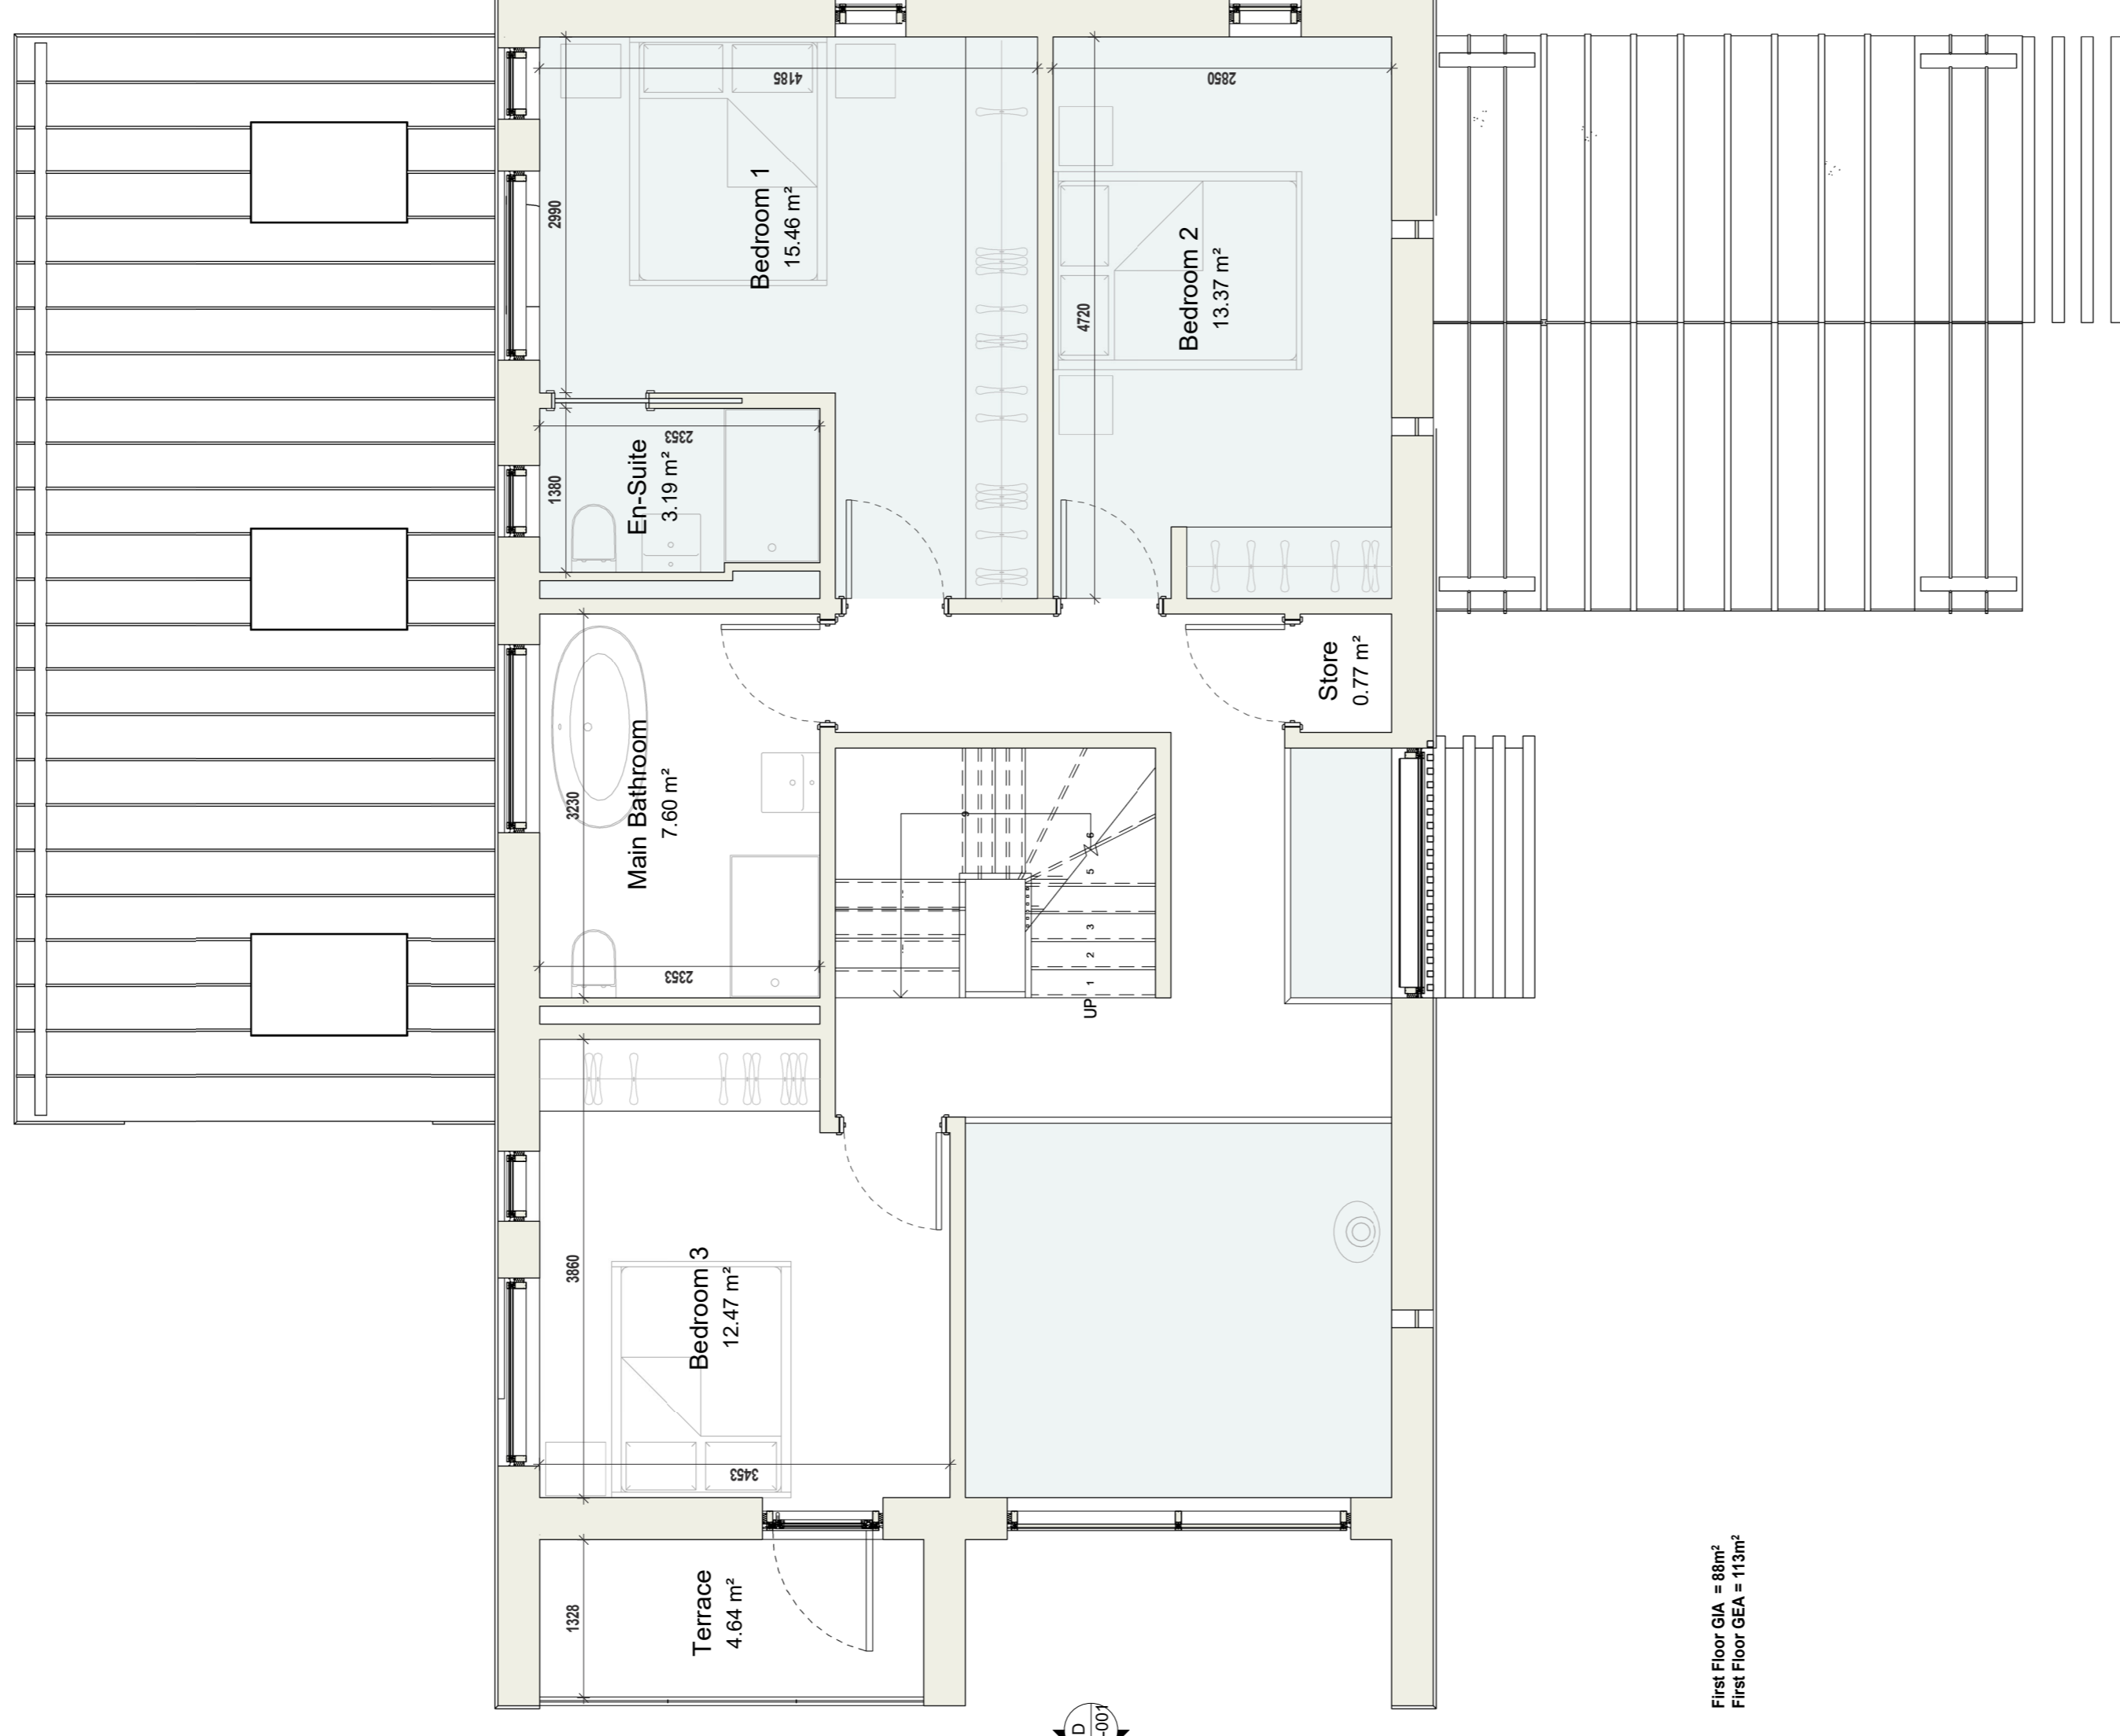 4185
2850
2990
Bedroom 1
15.46 m²
Bedroom 2
13.37 m²
4720
2353
1380
En-Suite
3.19 m²
Store
0.77 m²
Main Bathroom
7.60 m²
3230
2353
9
6
5
3
2
1
UP
3860
Bedroom 3
12.47 m²
3453
1328
Terrace
4.64 m²
First Floor GIA = 88m²
First Floor GEA = 113m²
D
-001